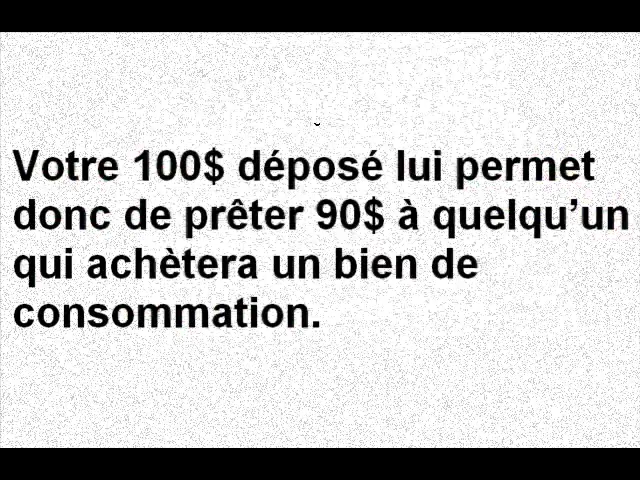 Votre 100$ déposé lui permet
donc de prêter 90$ à quelqu’un
qui achètera un bien de
consommation.